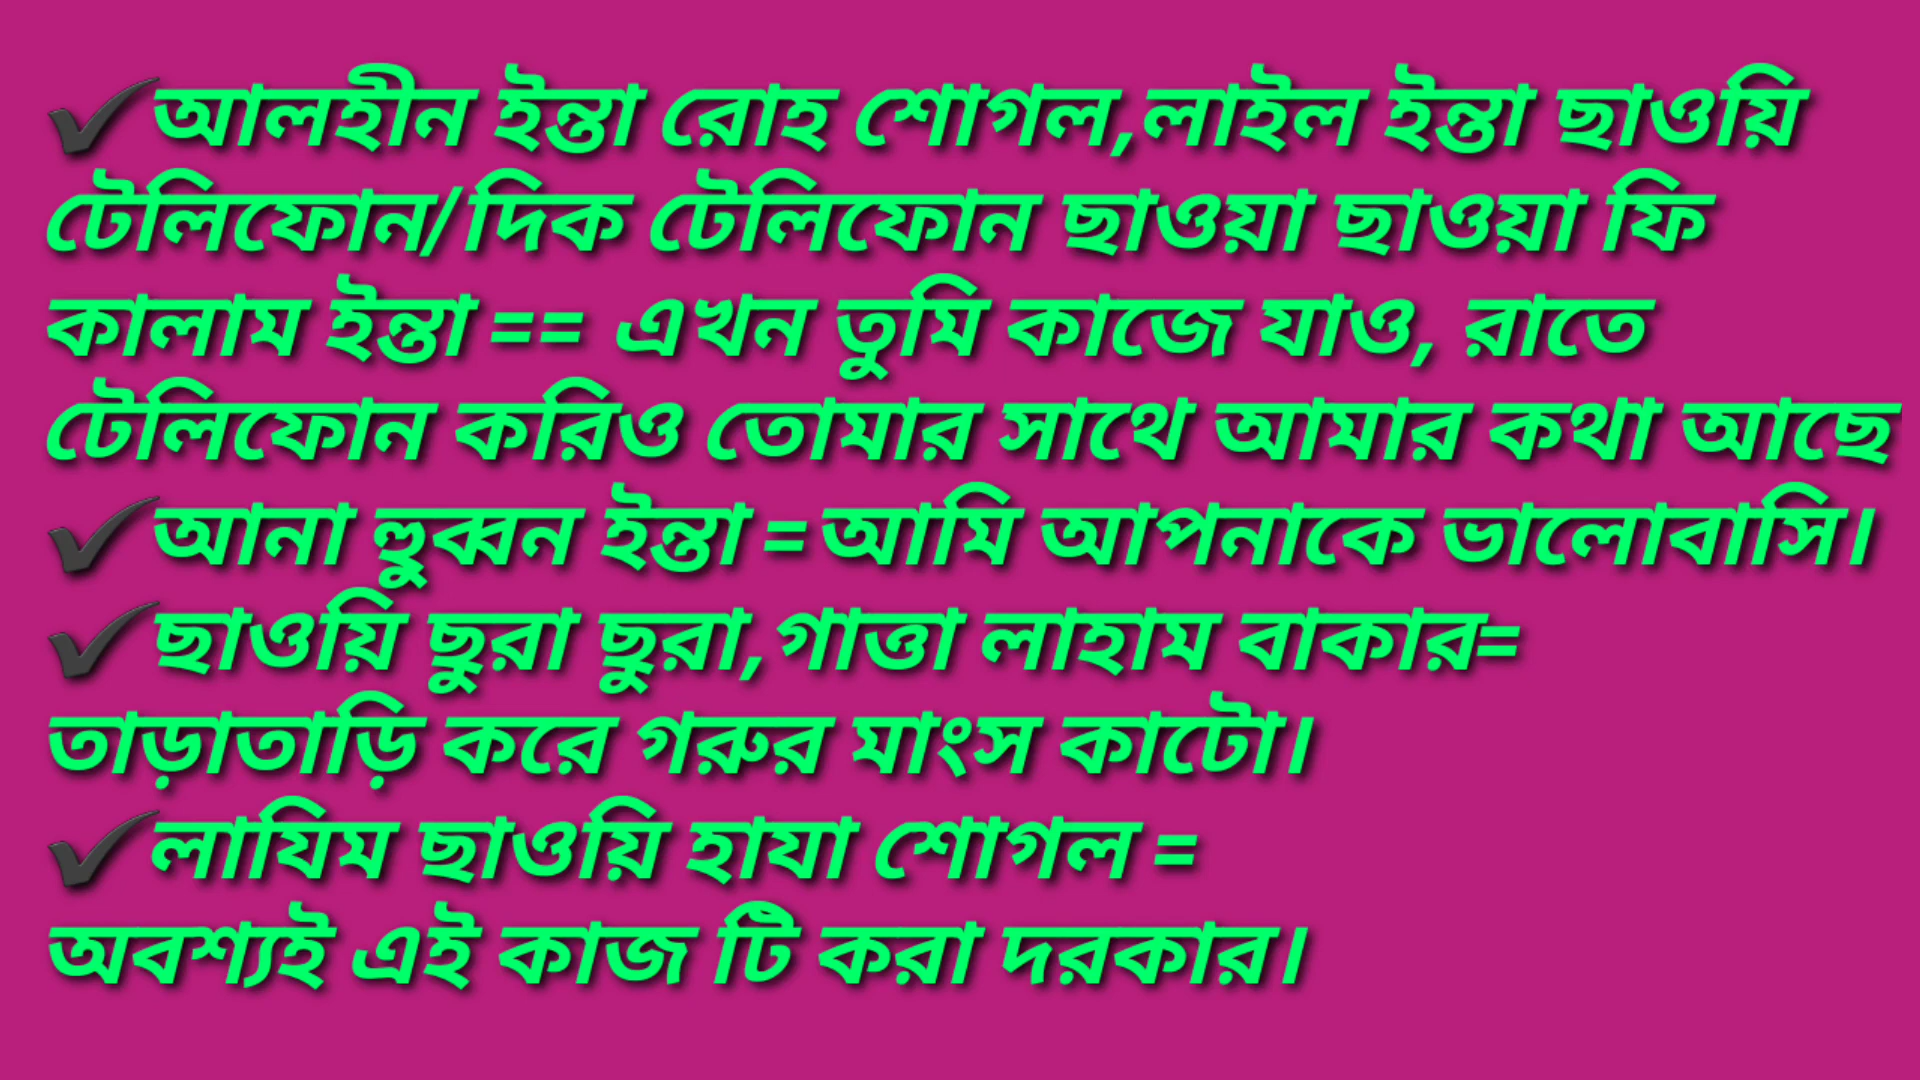 ✔আলহীন ইন্তা রোহ শোগল,লাইল ইন্তা ছাওয়ি
টেলিফোন/দিক টেলিফোন ছাওয়া ছাওয়া ফি
কালাম ইন্তা == এখন তুমি কাজে যাও, রাতে
টেলিফোন করিও তোমার সাথে আমার কথা আছে
✔আনা হুব্বন ইন্তা =আমি আপনাকে ভালোবাসি।
✔ছাওয়ি ছুরা ছুরা,গাত্তা লাহাম বাকার=
তাড়াতাড়ি করে গরুর মাংস কাটো।
✔লাযিম ছাওয়ি হাযা শোগল =
অবশ্যই এই কাজ টি করা দরকার।